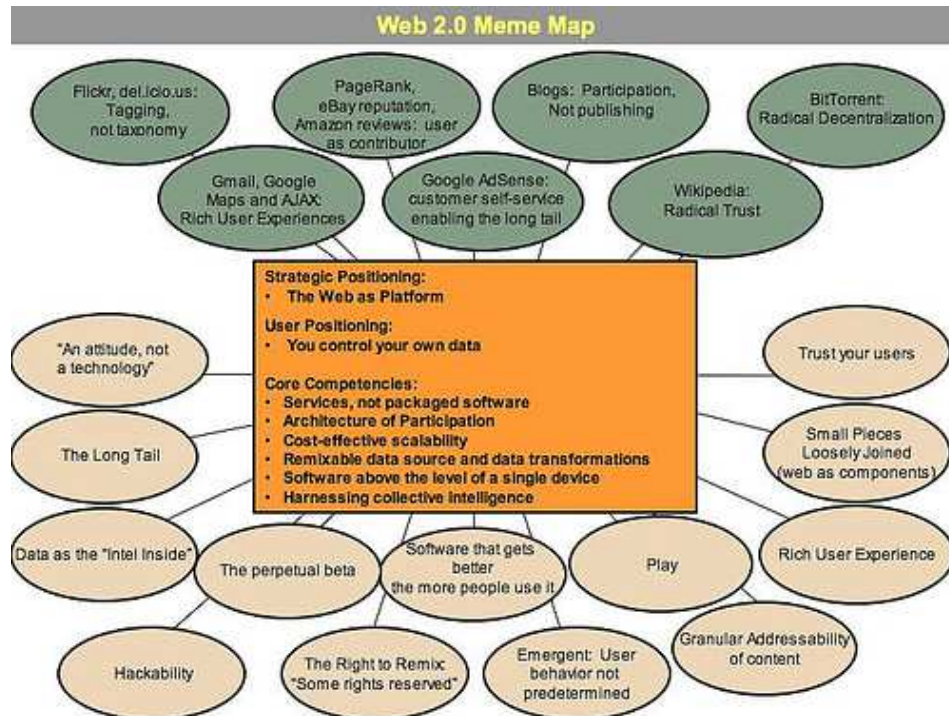 Web 2.0 Meme Map
Flickr, del.icio.us:
Tagging,
not taxonomy
PageRank,
eBay reputation,
Amazon reviews: user
as contributor
Blogs: Participation,
Not publishing
BitTorrent:
Radical Decentralization
Gmail, Google
Maps and AJAX:
Rich User Experiences
Google AdSense:
customer self-service
enabling the long tail
Wikipedia:
Radical Trust
Strategic Positioning:
• The Web as Platform
User Positioning:
• You control your own data
Core Competencies:
• Services, not packaged software
• Architecture of Participation
• Cost-effective scalability
• Remixable data source and data transformations
• Software above the level of a single device
• Harnessing collective intelligence
"An attitude, not
a technology"
Trust your users
The Long Tail
Small Pieces
Loosely Joined
(web as components)
Data as the "Intel Inside"
The perpetual beta
Software that gets
better
the more people use it
Play
Rich User Experience
Hackability
The Right to Remix:
"Some rights reserved"
Emergent: User
behavior not
predetermined
Granular Addressability
of content